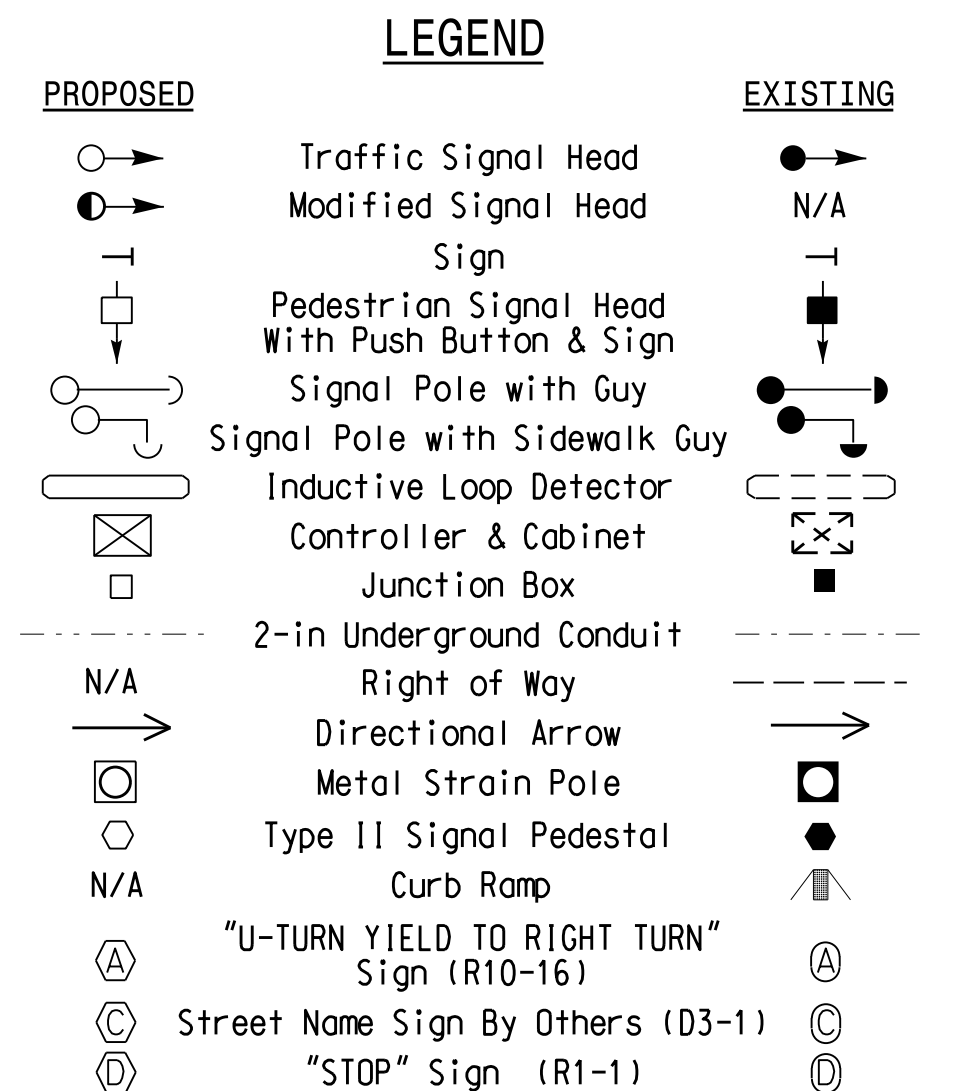 LEGEND
PROPOSED EXISTING
Traffic Signal Head
Modified Signal Head N/A
Sign
Pedestrian Signal Head
With Push Button & Sign
Signal Pole with Guy
Signal Pole with Sidewalk Guy
Inductive Loop Detector
Controller & Cabinet
Junction Box
2-in Underground Conduit
N/A Right of Way
Directional Arrow
Metal Strain Pole
Type II Signal Pedestal
N/A Curb Ramp
"U-TURN YIELD TO RIGHT TURN"
A Sign (R10-16) A
C Street Name Sign By Others (D3-1) C
D "STOP" Sign (R1-1) D